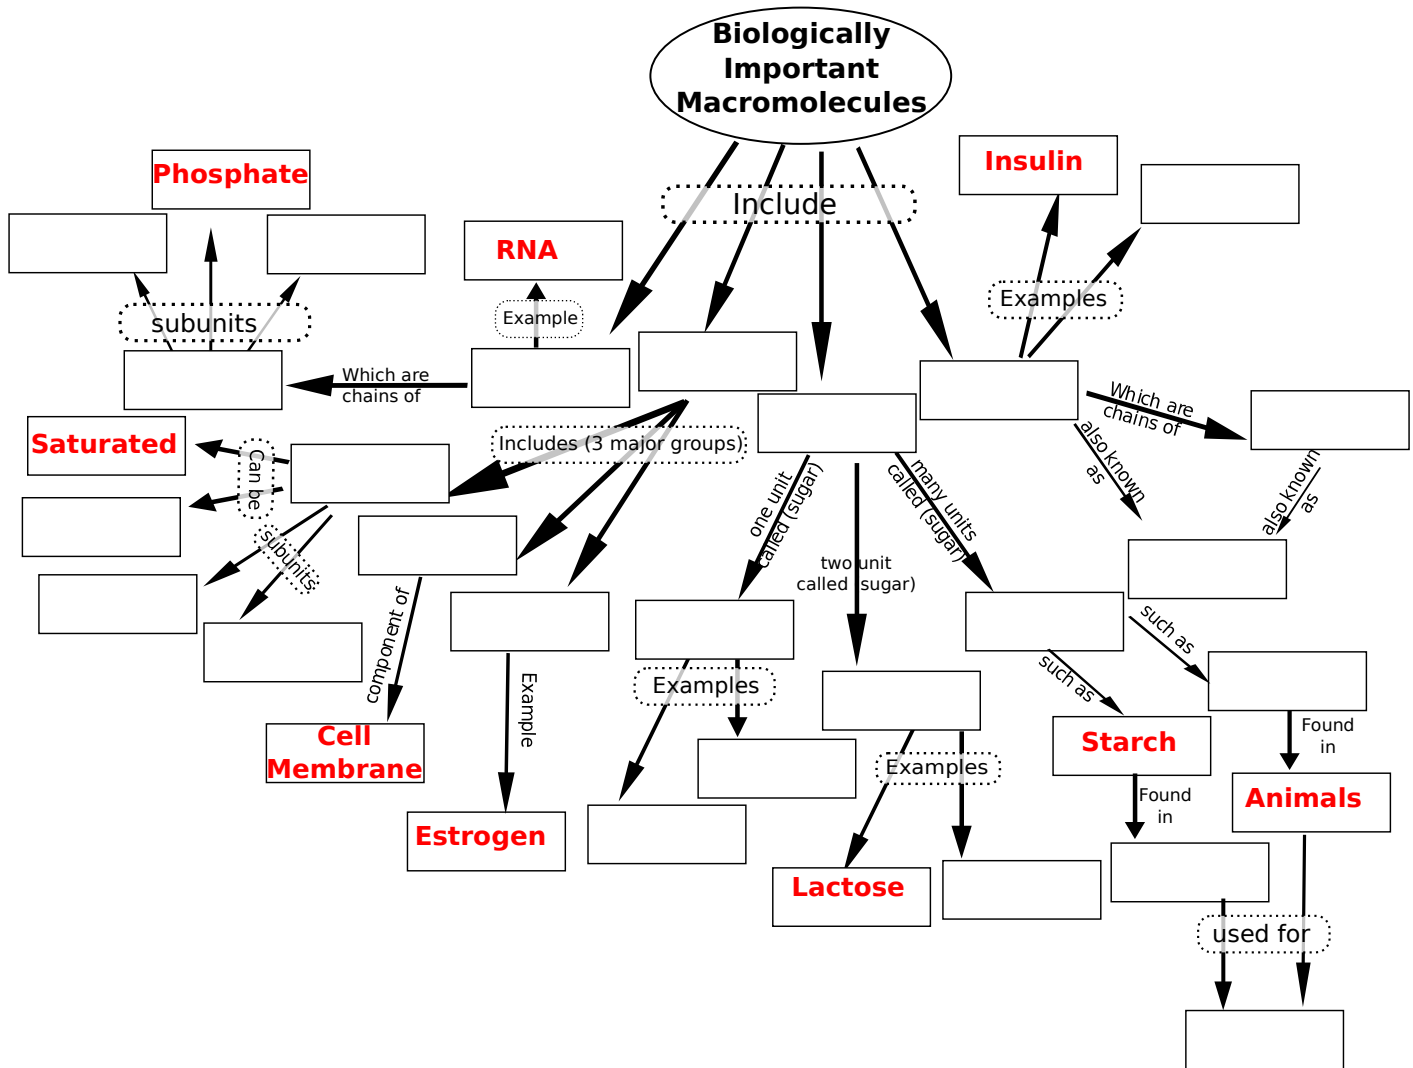 Biologically
Important
Macromolecules
Include
Insulin
Phosphate
RNA
Examples
Example
subunits
Which are
chains of
Which are
chains of
Saturated
Can be
subunits
Includes (3 major groups)
also known
as
also known
as
one unit
called (sugar)
two unit
called (sugar)
many units
called (sugar)
component of
Example
Examples
such as
such as
Cell
Membrane
Starch
Found
in
Examples
Found
in
Animals
Estrogen
Lactose
used for